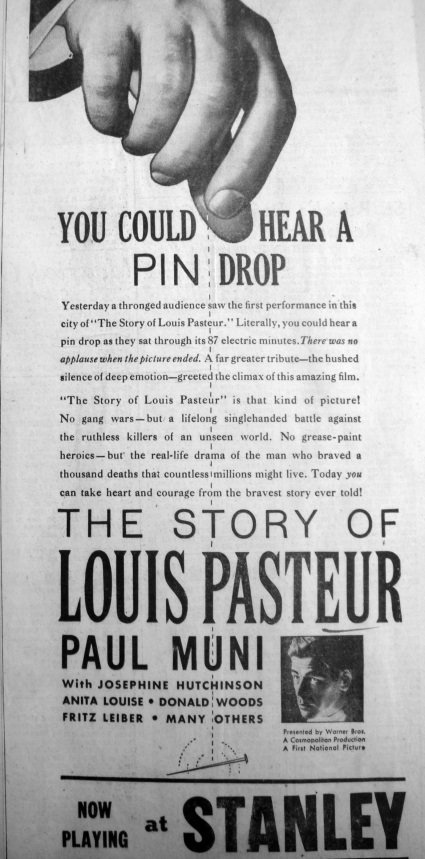 YOU COULD HEAR A
PIN DROP
Yesterday a thronged audience saw the first performance in this
city of "The Story of Louis Pasteur." Literally, you could hear a
pin drop as they sat through its 87 electric minutes. There was no
applause when the picture ended. A far greater tribute—the hushed
silence of deep emotion—greeted the climax of this amazing film.
"The Story of Louis Pasteur" is that kind of picture!
No gang wars—but a lifelong singlehanded battle against
the ruthless killers of an unseen world. No grease-paint
heroics—but the real-life drama of the man who braved a
thousand deaths that countless millions might live. Today you
can take heart and courage from the bravest story ever told!
THE STORY OF
LOUIS PASTEUR
PAUL MUNI
With JOSEPHINE HUTCHINSON
ANITA LOUISE • DONALD WOODS
FRITZ LEIBER • MANY OTHERS
Presented by Warner Bros.
A Cosmopolitan Production
A First National Picture
NOW
PLAYING at STANLEY